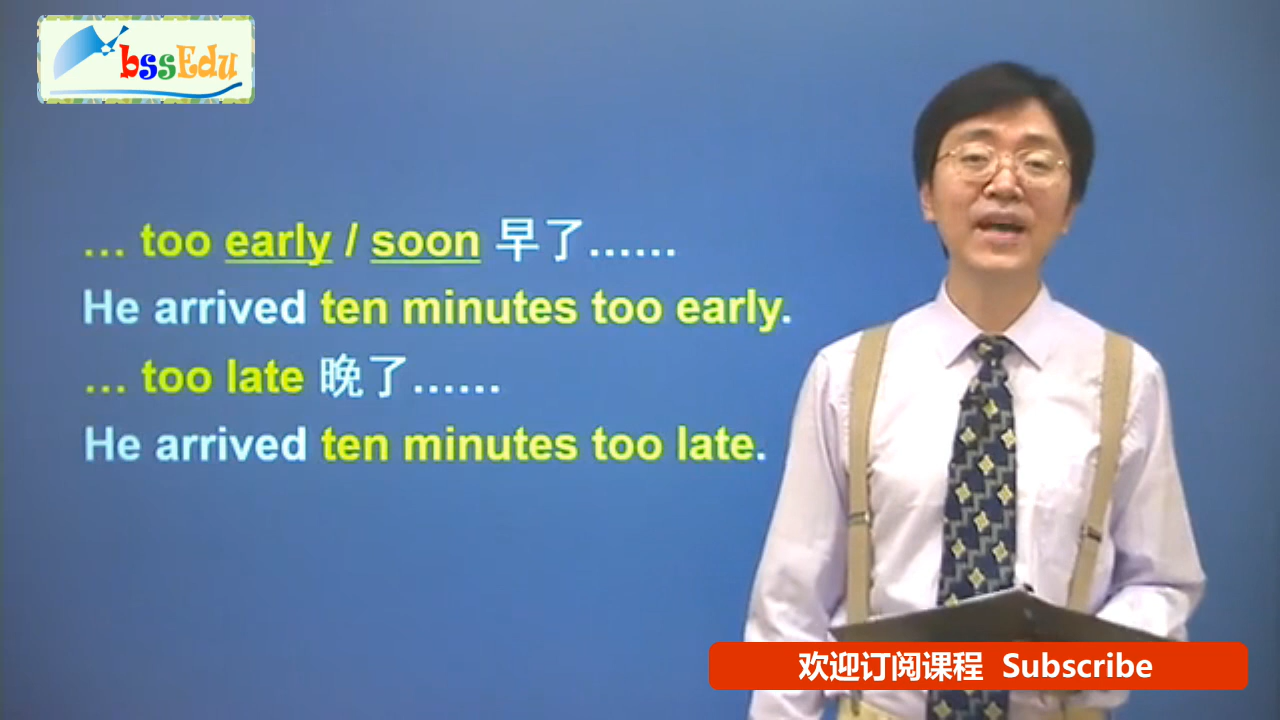 bssEdu
… too early / soon 早了……
He arrived ten minutes too early.
… too late 晚了……
He arrived ten minutes too late.
欢迎订阅课程 Subscribe